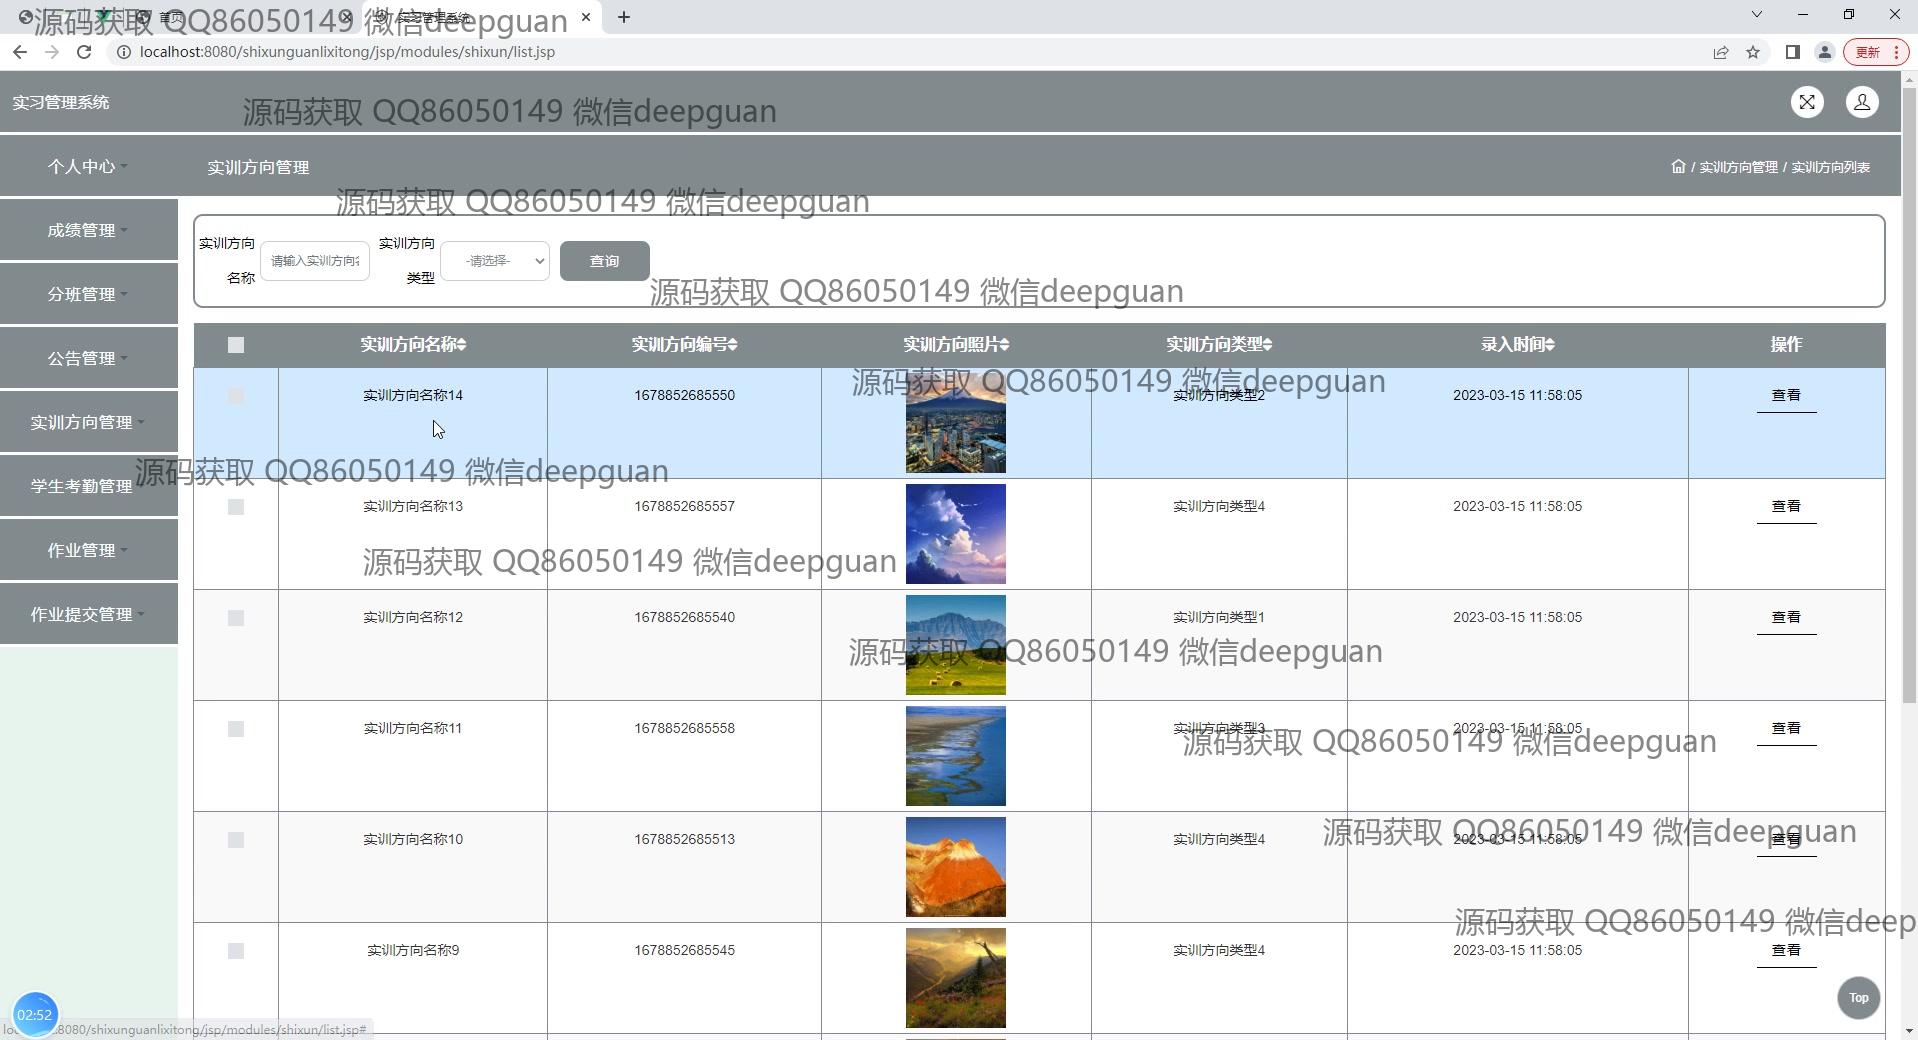 首页
实习管理系统
localhost:8080/shixunguanlixitong/jsp/modules/shixun/list.jsp
更新
源码获取 QQ86050149 微信deepguan
实习管理系统
源码获取 QQ86050149 微信deepguan
个人中心
实训方向管理
/ 实训方向管理 / 实训方向列表
源码获取 QQ86050149 微信deepguan
成绩管理
分班管理
公告管理
实训方向管理
学生考勤管理
作业管理
作业提交管理
实训方向名称
请输入实训方向名
实训方向类型
-请选择-
查询
源码获取 QQ86050149 微信deepguan
实训方向名称 实训方向编号 实训方向照片 实训方向类型 录入时间 操作
实训方向名称14 1678852685550 实训方向类型2 2023-03-15 11:58:05 查看
源码获取 QQ86050149 微信deepguan
源码获取 QQ86050149 微信deepguan
实训方向名称13 1678852685557 实训方向类型4 2023-03-15 11:58:05 查看
源码获取 QQ86050149 微信deepguan
实训方向名称12 1678852685540 实训方向类型1 2023-03-15 11:58:05 查看
源码获取 QQ86050149 微信deepguan
实训方向名称11 1678852685558 实训方向类型3 2023-03-15 11:58:05 查看
源码获取 QQ86050149 微信deepguan
实训方向名称10 1678852685513 实训方向类型4 2023-03-15 11:58:05 查看
源码获取 QQ86050149 微信deepguan
源码获取 QQ86050149 微信deep
实训方向名称9 1678852685545 实训方向类型4 2023-03-15 11:58:05 查看
Top
02:52
:8080/shixunguanlixitong/jsp/modules/shixun/list.jsp#